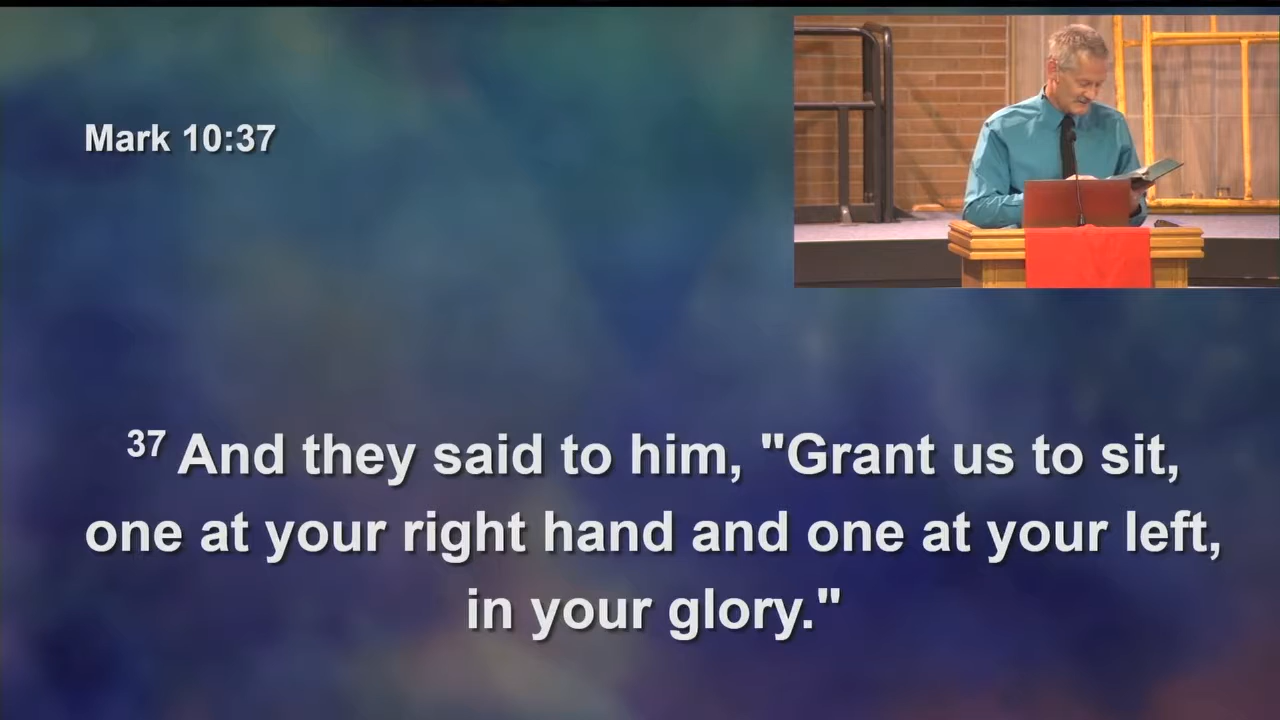 Mark 10:37
37 And they said to him, "Grant us to sit,
one at your right hand and one at your left,
in your glory."